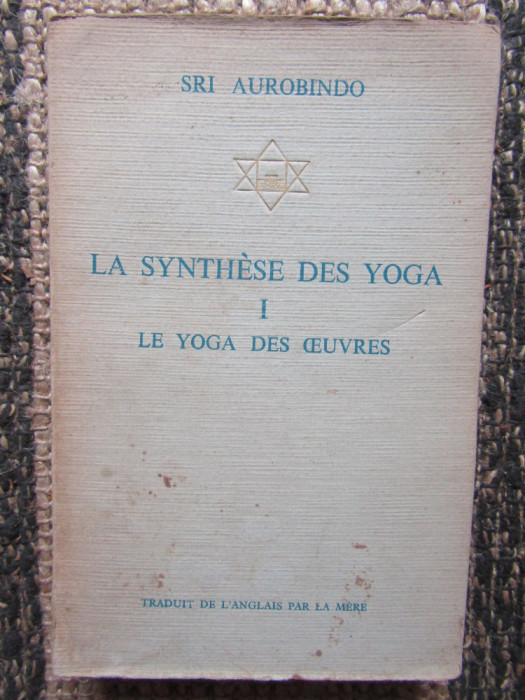 SRI AUROBINDO
LA SYNTHÈSE DES YOGA
I
LE YOGA DES ŒUVRES
TRADUIT DE L'ANGLAIS PAR LA MÈRE